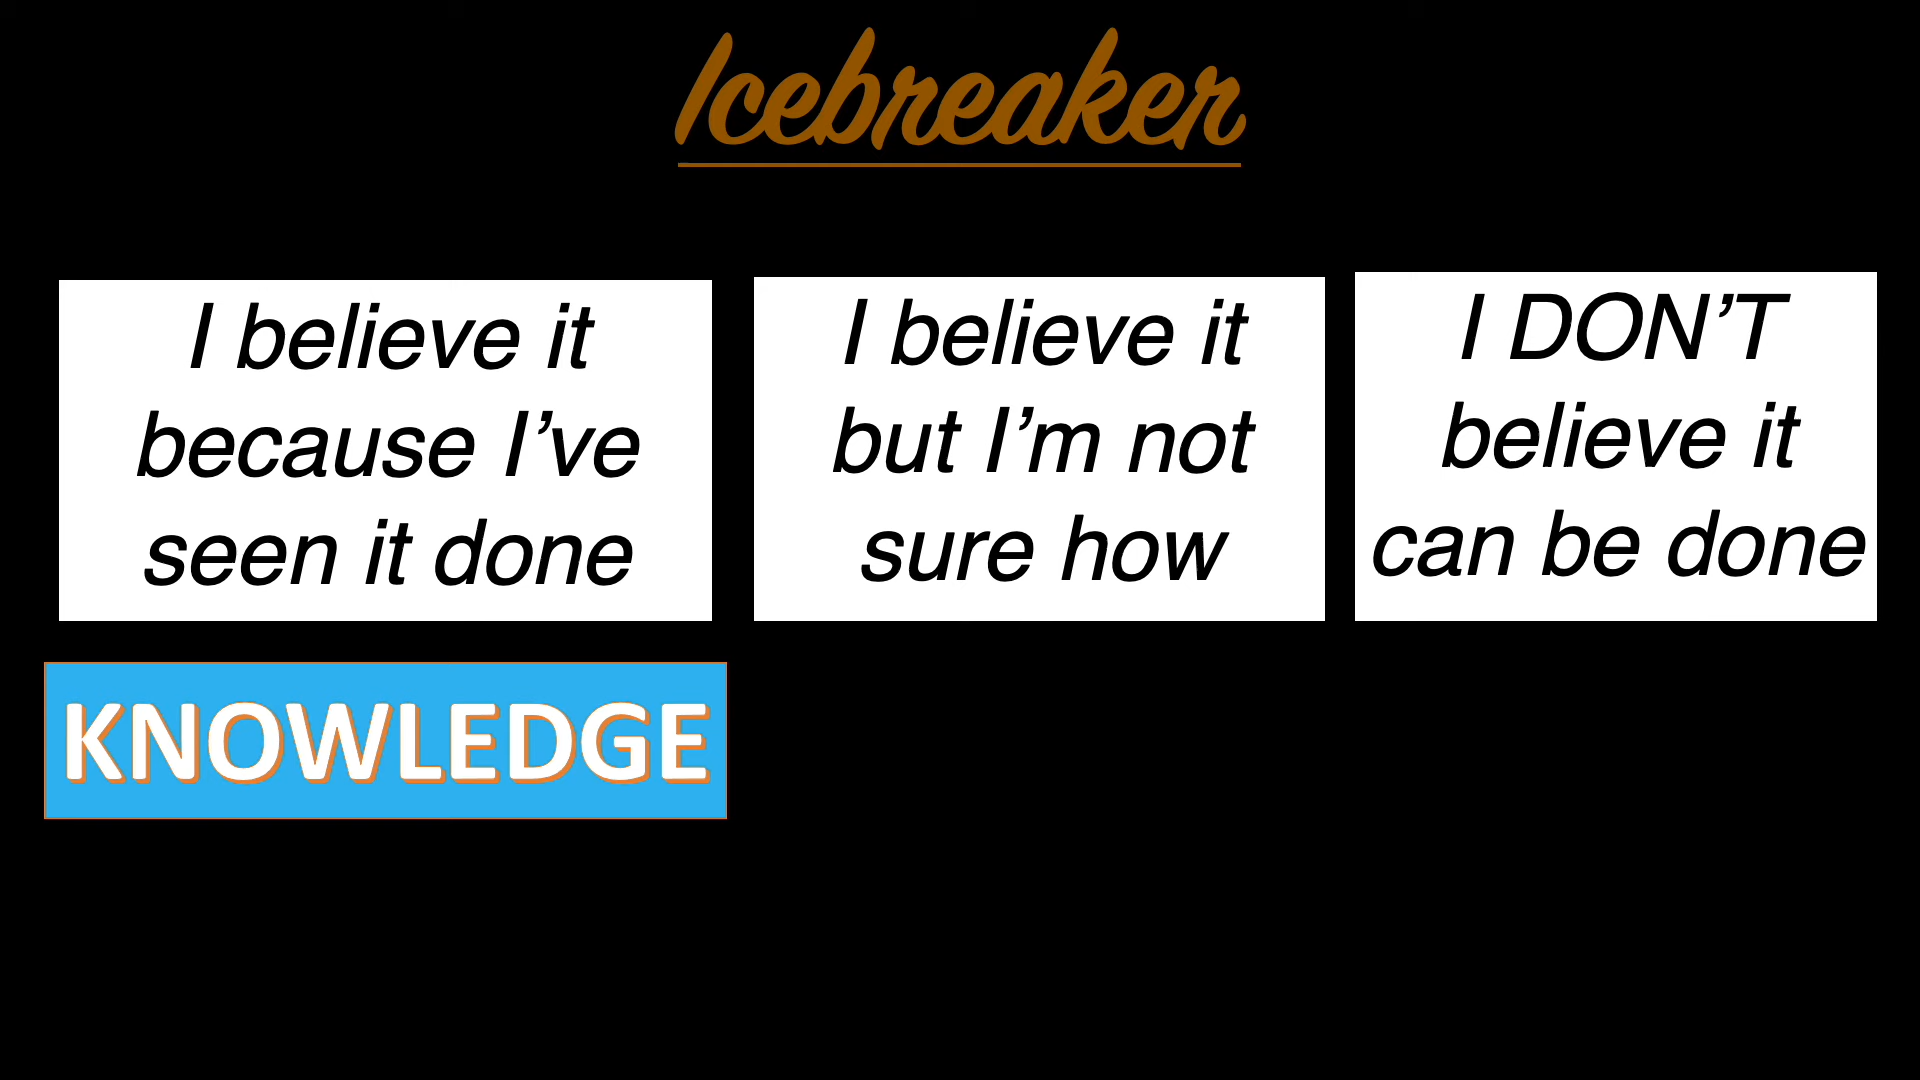 Icebreaker
I believe it
because I’ve
seen it done
I believe it
but I’m not
sure how
I DON’T
believe it
can be done
KNOWLEDGE